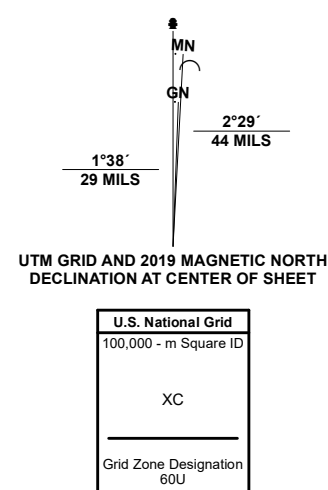 MN
GN
2°29´
44 MILS
1°38´
29 MILS
UTM GRID AND 2019 MAGNETIC NORTH
DECLINATION AT CENTER OF SHEET
U.S. National Grid
100,000 - m Square ID
XC
Grid Zone Designation
60U